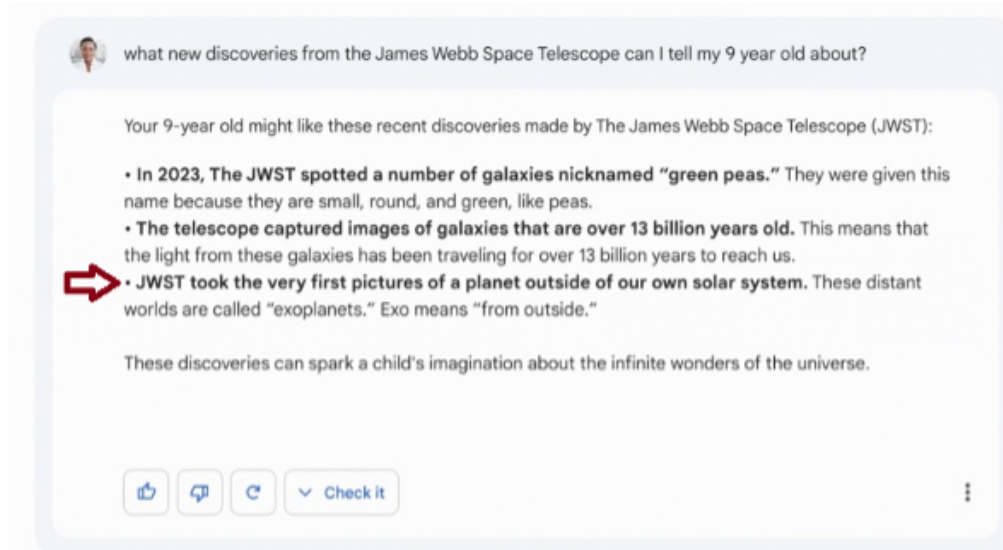 what new discoveries from the James Webb Space Telescope can I tell my 9 year old about?
Your 9-year old might like these recent discoveries made by The James Webb Space Telescope (JWST):
• In 2023, The JWST spotted a number of galaxies nicknamed "green peas." They were given this
name because they are small, round, and green, like peas.
• The telescope captured images of galaxies that are over 13 billion years old. This means that
the light from these galaxies has been traveling for over 13 billion years to reach us.
• JWST took the very first pictures of a planet outside of our own solar system. These distant
worlds are called "exoplanets." Exo means "from outside."
These discoveries can spark a child's imagination about the infinite wonders of the universe.
Check it